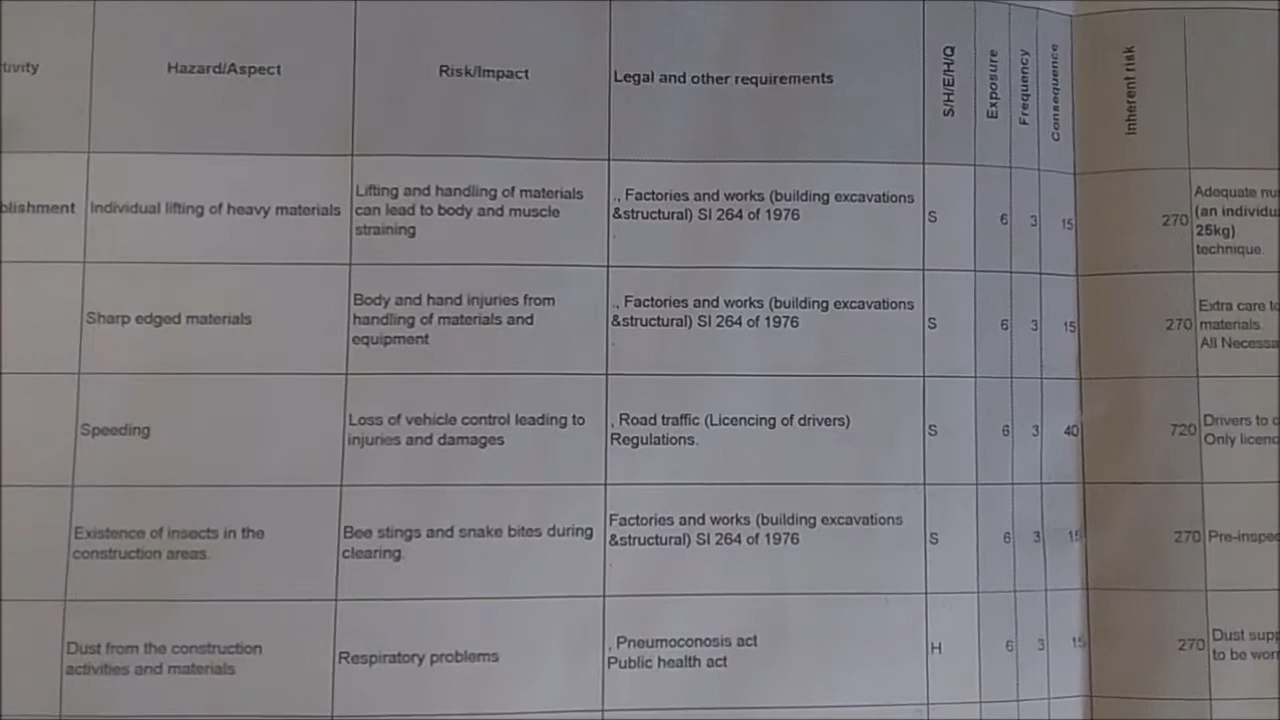 tivity
Hazard/Aspect
Risk/Impact
Legal and other requirements
S/H/E/H/Q
Exposure
Frequency
Consequence
Inherent risk
blishment
Individual lifting of heavy materials
Lifting and handling of materials
can lead to body and muscle
straining
., Factories and works (building excavations
&structural) SI 264 of 1976
S
6
3
15
270
Adequate nu
(an individu
25kg)
technique.
Sharp edged materials
Body and hand injuries from
handling of materials and
equipment
., Factories and works (building excavations
&structural) SI 264 of 1976
S
6
3
15
270
Extra care to
materials.
All Necessa
Speeding
Loss of vehicle control leading to
injuries and damages
, Road traffic (Licencing of drivers)
Regulations.
S
6
3
40
720
Drivers to
Only licenc
Existence of insects in the
construction areas.
Bee stings and snake bites during
clearing.
Factories and works (building excavations
&structural) SI 264 of 1976
S
6
3
15
270
Pre-inspec
Dust from the construction
activities and materials
Respiratory problems
, Pneumoconosis act
Public health act
H
6
3
15
270
Dust supp
to be worn